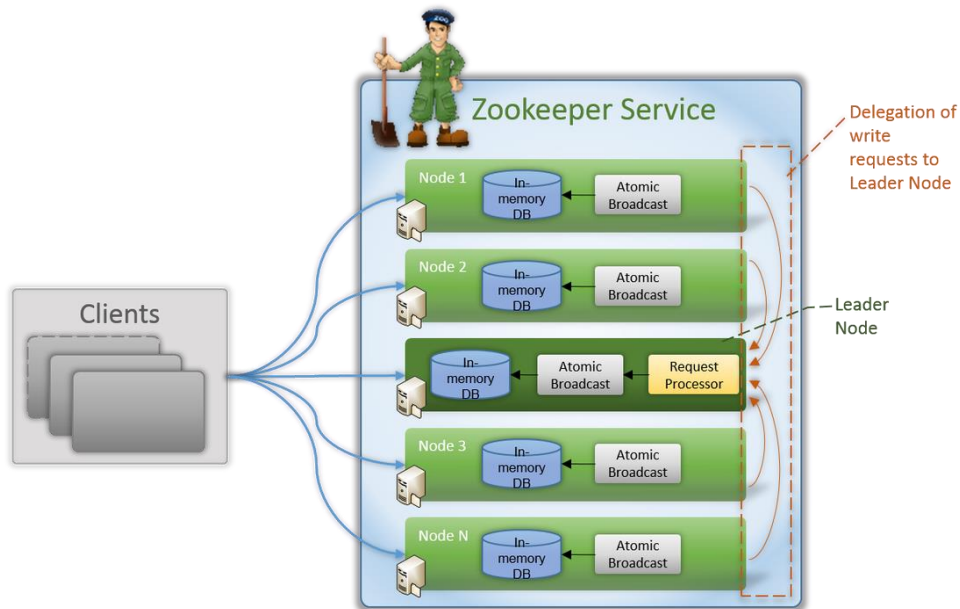 ZOO
Zookeeper Service
Delegation of
write
requests to
Leader Node
Node 1
In-
memory
DB
Atomic
Broadcast
Node 2
In-
memory
DB
Atomic
Broadcast
Leader
Node
Clients
In-
memory
DB
Atomic
Broadcast
Request
Processor
Node 3
In-
memory
DB
Atomic
Broadcast
Node N
In-
memory
DB
Atomic
Broadcast